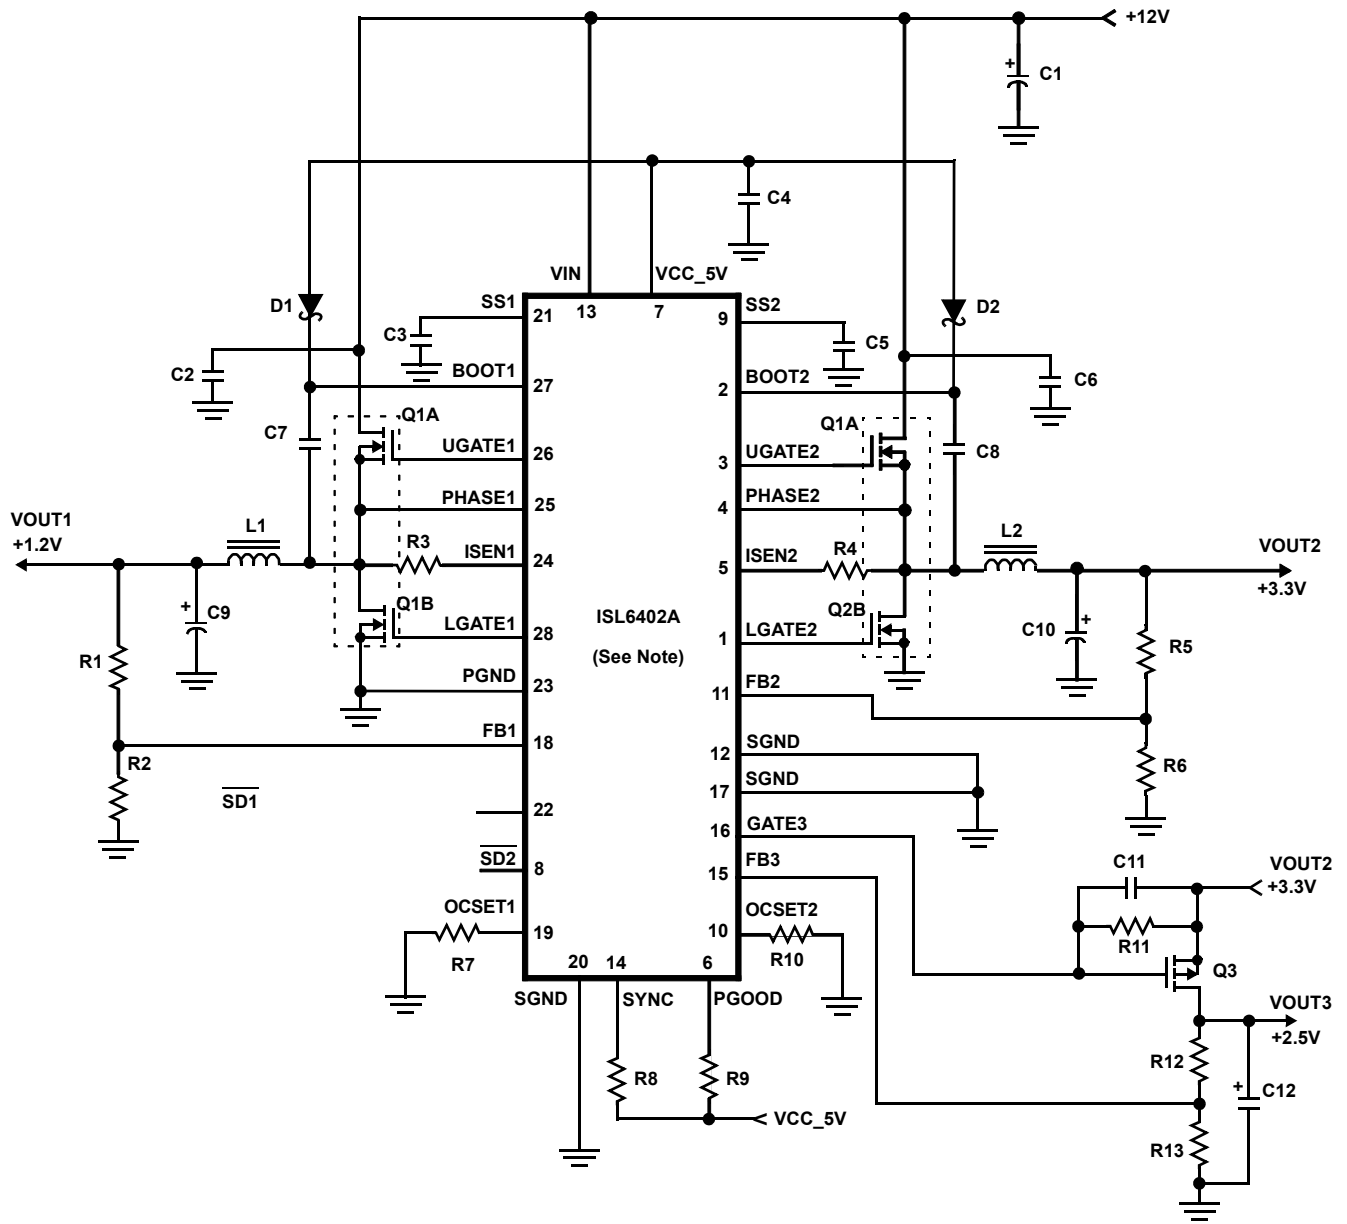 +12V
C1
C4
VIN
VCC_5V
D1
SS1
21
13
7
9
SS2
D2
C3
C5
C2
BOOT1
27
2
BOOT2
C6
Q1A
Q1A
C7
UGATE1
26
3
UGATE2
C8
PHASE1
25
4
PHASE2
VOUT1
+1.2V
L1
R3
ISEN1
24
5
ISEN2
R4
L2
VOUT2
+3.3V
C9
Q1B
LGATE1
28
ISL6402A
(See Note)
1
LGATE2
Q2B
C10
R5
R1
PGND
23
11
FB2
FB1
18
12
SGND
R2
17
SGND
R6
SD1
22
16
GATE3
SD2
8
15
FB3
C11
VOUT2
+3.3V
OCSET1
19
10
OCSET2
R7
R10
R11
20
14
6
Q3
SGND
SYNC
PGOOD
VOUT3
+2.5V
R8
R9
R12
C12
VCC_5V
R13